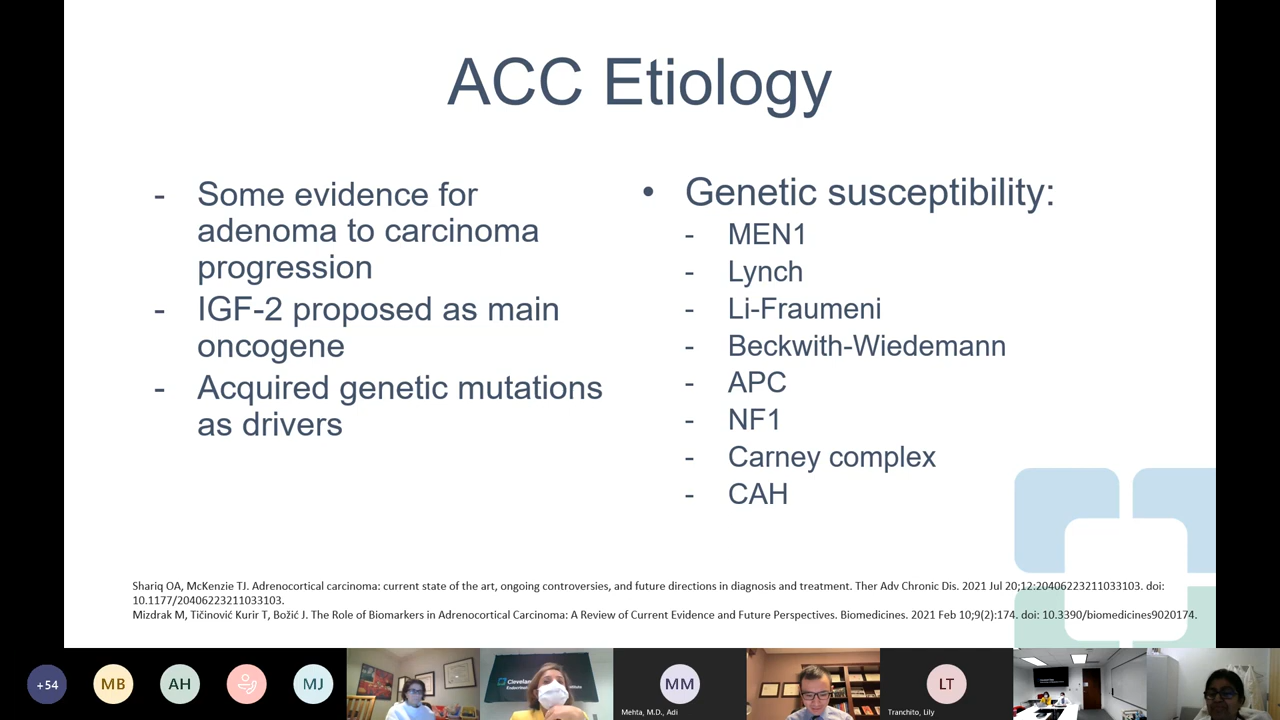 ACC Etiology
- Some evidence for
adenoma to carcinoma
progression
- IGF-2 proposed as main
oncogene
- Acquired genetic mutations
as drivers
• Genetic susceptibility:
- MEN1
- Lynch
- Li-Fraumeni
- Beckwith-Wiedemann
- APC
- NF1
- Carney complex
- CAH
Shariq OA, McKenzie TJ. Adrenocortical carcinoma: current state of the art, ongoing controversies, and future directions in diagnosis and treatment. Ther Adv Chronic Dis. 2021 Jul 20;12:20406223211033103. doi:
10.1177/20406223211033103.
Mizdrak M, Tičinović Kurir T, Božić J. The Role of Biomarkers in Adrenocortical Carcinoma: A Review of Current Evidence and Future Perspectives. Biomedicines. 2021 Feb 10;9(2):174. doi: 10.3390/biomedicines9020174.
+54
MB
AH
MJ
MM
Mehta, M.D., Adi
LT
Tranchito, Lily